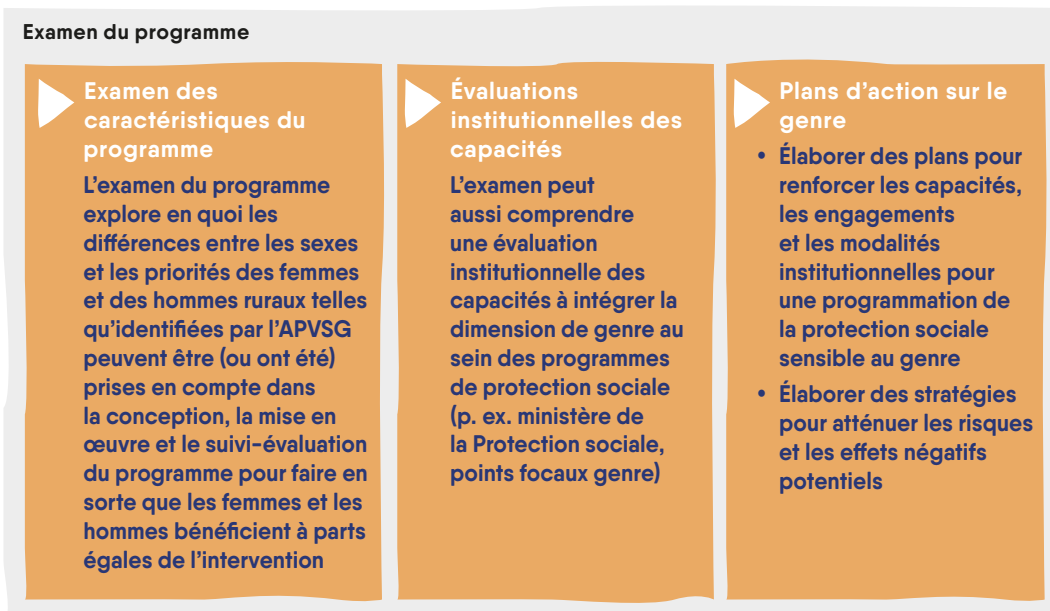 Examen du programme
Examen des
caractéristiques du
programme
L'examen du programme
explore en quoi les
différences entre les sexes
et les priorités des femmes
et des hommes ruraux telles
qu'identifiées par l'APVSG
peuvent être (ou ont été)
prises en compte dans
la conception, la mise en
œuvre et le suivi-évaluation
du programme pour faire en
sorte que les femmes et les
hommes bénéficient à parts
égales de l'intervention
Évaluations
institutionnelles des
capacités
L'examen peut
aussi comprendre
une évaluation
institutionnelle des
capacités à intégrer la
dimension de genre au
sein des programmes
de protection sociale
(p. ex. ministère de
la Protection sociale,
points focaux genre)
Plans d'action sur le
genre
• Élaborer des plans pour
renforcer les capacités,
les engagements
et les modalités
institutionnelles pour
une programmation de
la protection sociale
sensible au genre
• Élaborer des stratégies
pour atténuer les risques
et les effets négatifs
potentiels